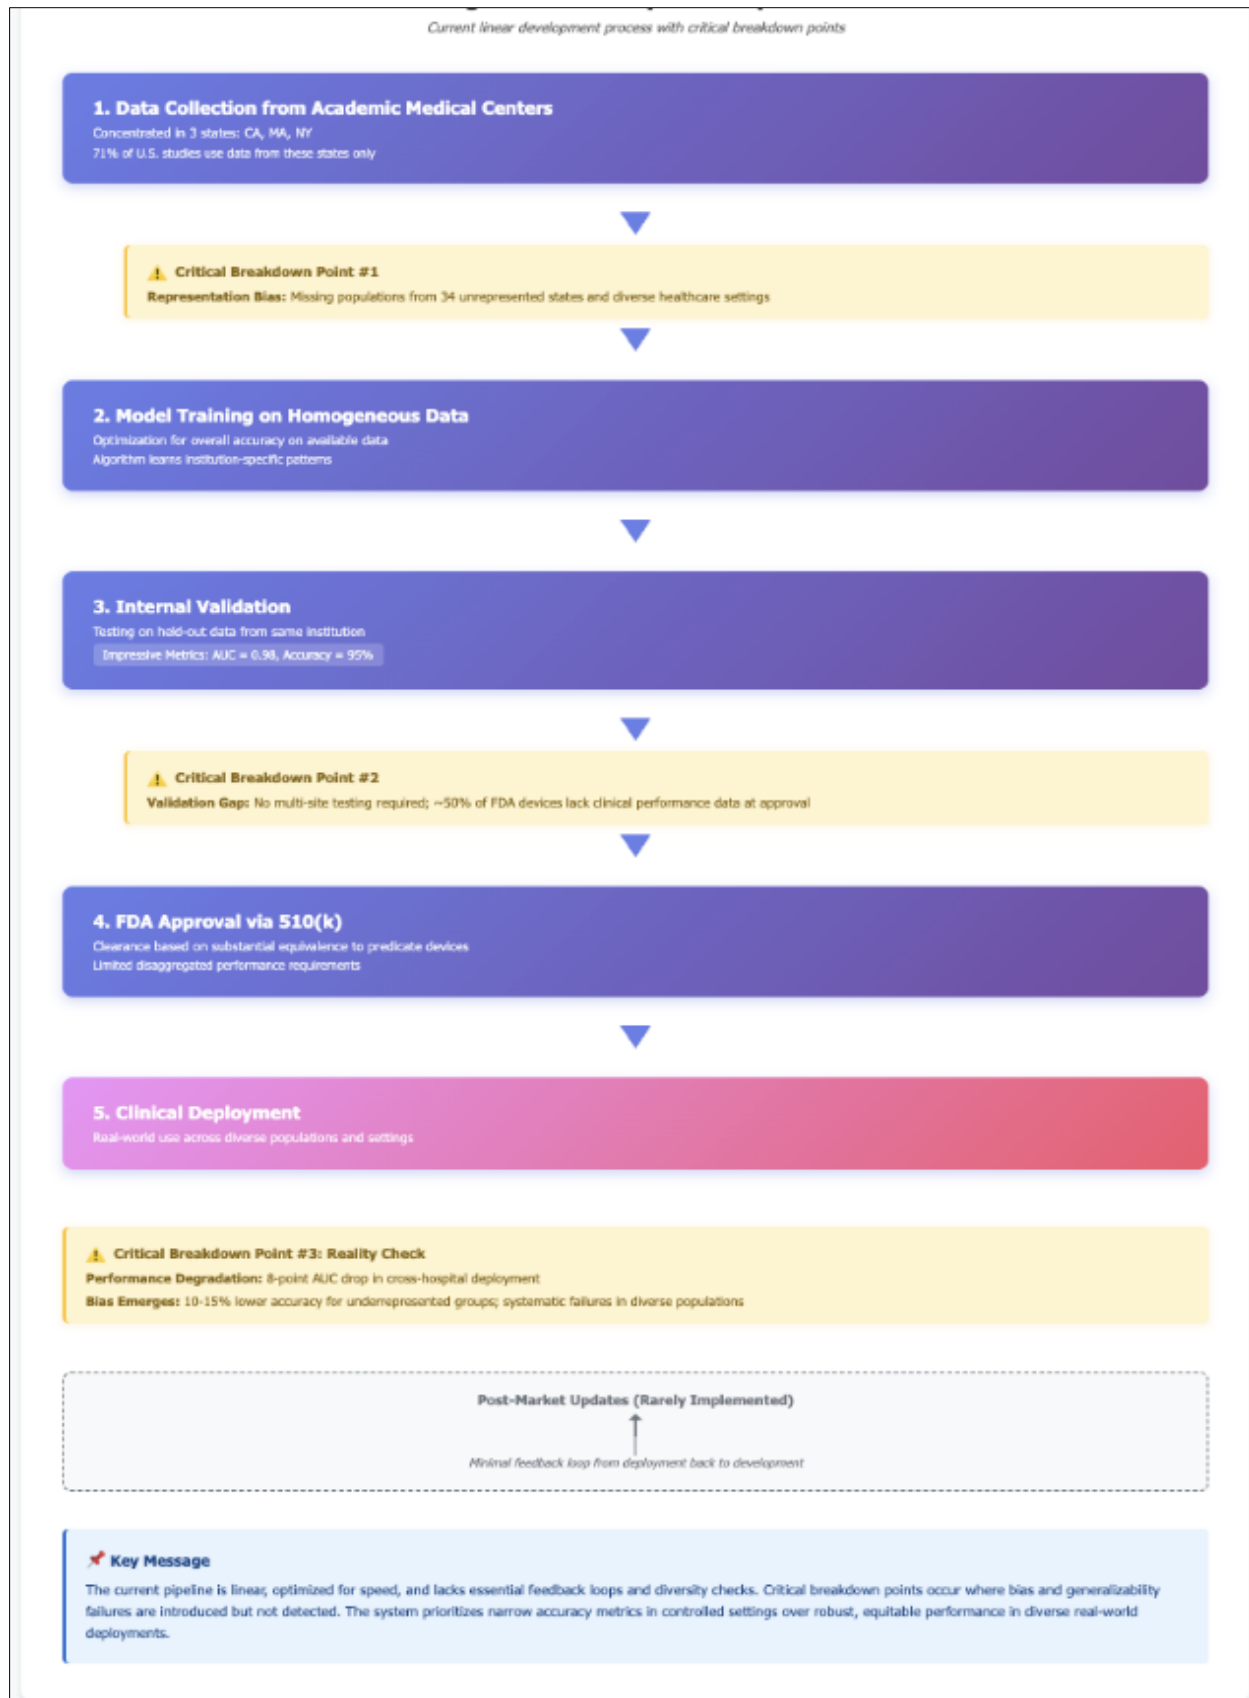 Current linear development process with critical breakdown points
1. Data Collection from Academic Medical Centers
Concentrated in 3 states: CA, MA, NY
71% of U.S. studies use data from these states only
Critical Breakdown Point #1
Representation Bias: Missing populations from 34 unrepresented states and diverse healthcare settings
2. Model Training on Homogeneous Data
Optimization for overall accuracy on available data
Algorithm learns institution-specific patterns
3. Internal Validation
Testing on held-out data from same institution
Impressive Metrics: AUC = 0.98, Accuracy = 95%
Critical Breakdown Point #2
Validation Gap: No multi-site testing required; ~50% of FDA devices lack clinical performance data at approval
4. FDA Approval via 510(k)
Clearance based on substantial equivalence to predicate devices
Limited disaggregated performance requirements
5. Clinical Deployment
Real-world use across diverse populations and settings
Critical Breakdown Point #3: Reality Check
Performance Degradation: 8-point AUC drop in cross-hospital deployment
Bias Emerges: 10-15% lower accuracy for underrepresented groups; systematic failures in diverse populations
Post-Market Updates (Rarely Implemented)
Minimal feedback loop from deployment back to development
Key Message
The current pipeline is linear, optimized for speed, and lacks essential feedback loops and diversity checks. Critical breakdown points occur where bias and generalizability
failures are introduced but not detected. The system prioritizes narrow accuracy metrics in controlled settings over robust, equitable performance in diverse real-world
deployments.